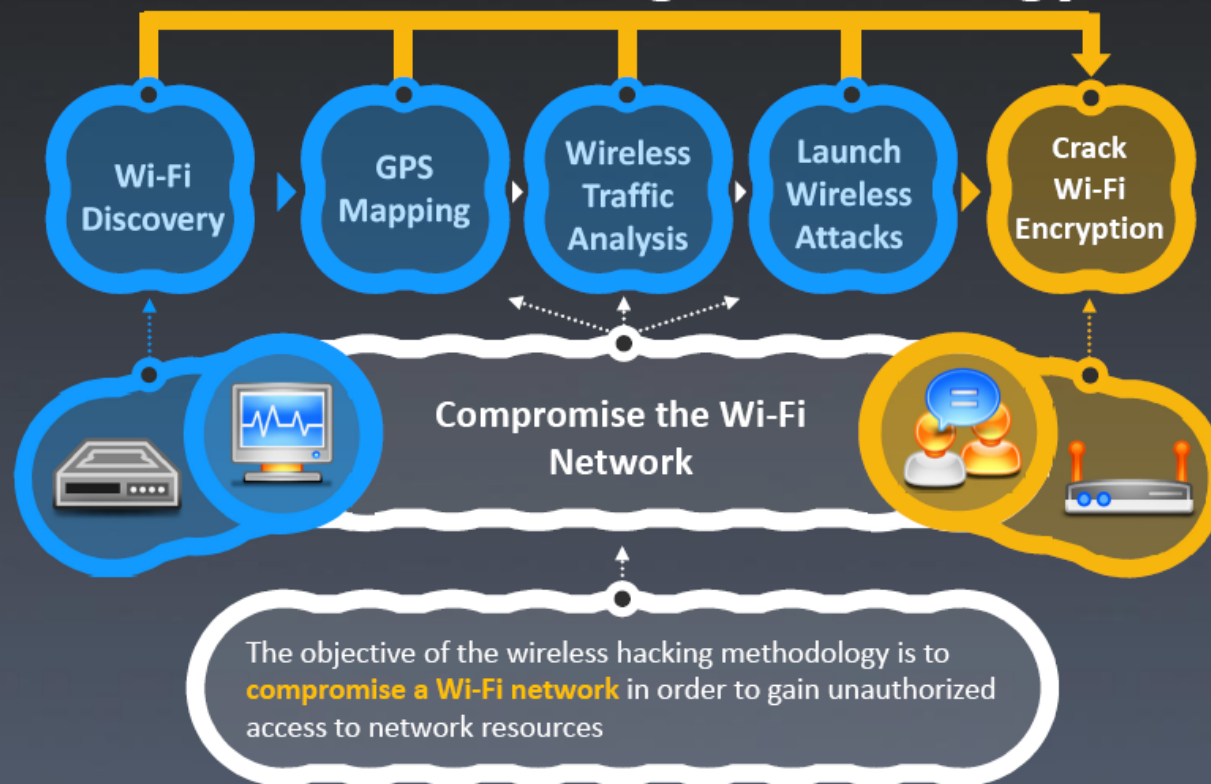 Wi-Fi
Discovery
GPS
Mapping
Wireless
Traffic
Analysis
Launch
Wireless
Attacks
Crack
Wi-Fi
Encryption
Compromise the Wi-Fi
Network
The objective of the wireless hacking methodology is to
compromise a Wi-Fi network in order to gain unauthorized
access to network resources